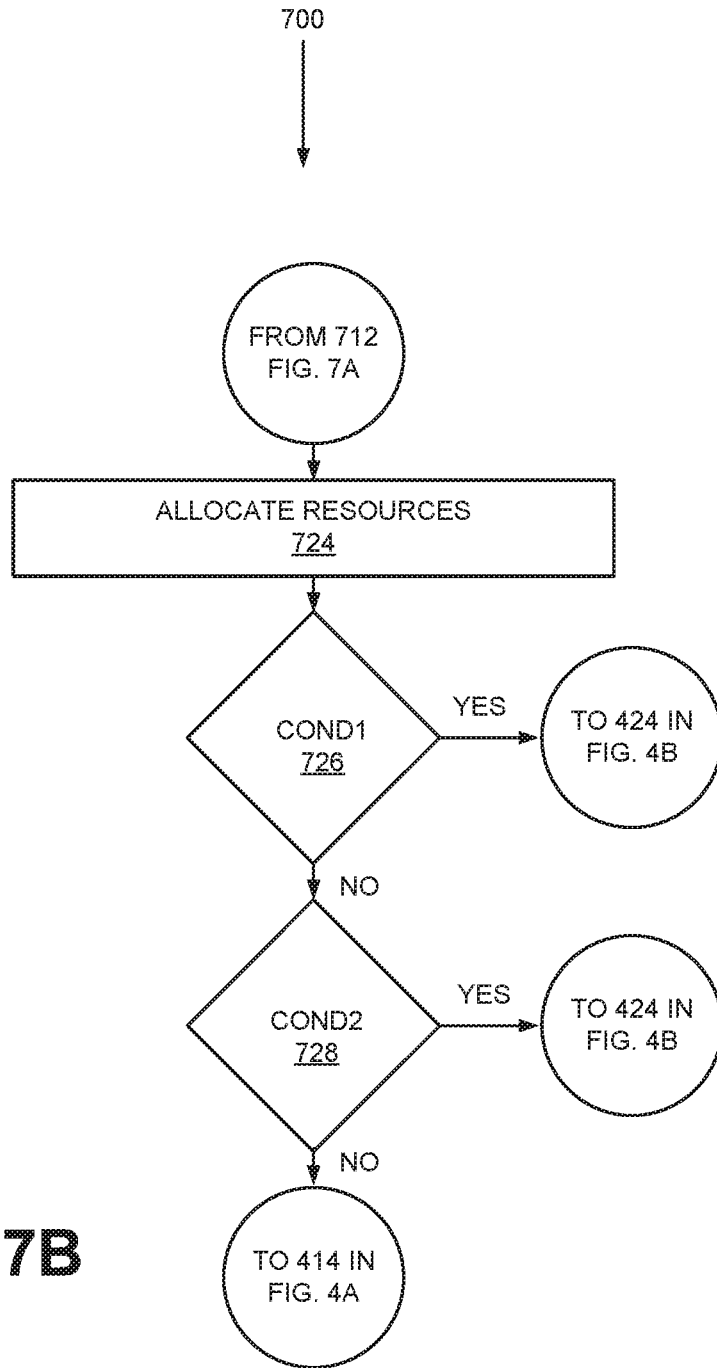 700
FROM 712
FIG. 7A
ALLOCATE RESOURCES
724
COND1
726
YES
TO 424 IN
FIG. 4B
NO
COND2
728
YES
TO 424 IN
FIG. 4B
NO
TO 414 IN
FIG. 4A
7B